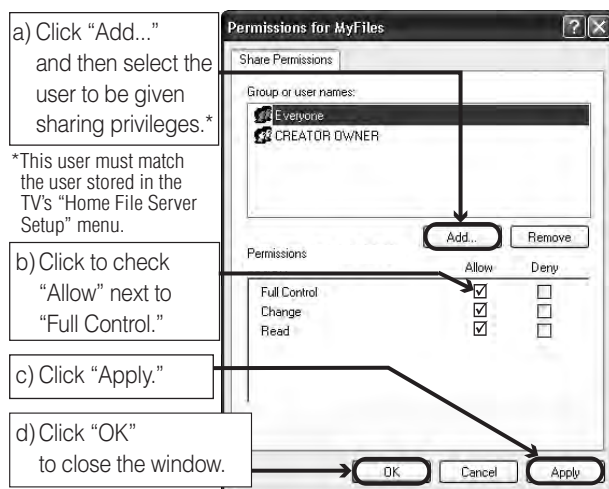 a) Click “Add...”
and then select the
user to be given
sharing privileges.*
*This user must match
the user stored in the
TV’s “Home File Server
Setup” menu.
b) Click to check
“Allow” next to
“Full Control.”
c) Click “Apply.”
d) Click “OK”
to close the window.
Permissions for MyFiles
Share Permissions
Group or user names:
Everyone
CREATOR OWNER
Add... Remove
Permissions Allow Deny
Full Control
Change
Read
OK Cancel Apply